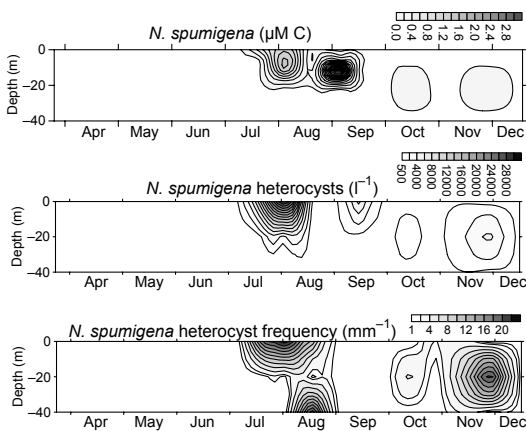 N. spumigena (µM C)
0.0 0.4 0.8 1.2 1.6 2.0 2.4 2.8
Depth (m)
0
−20
−40
Apr May Jun Jul Aug Sep Oct Nov Dec
N. spumigena heterocysts (l−1)
500 4000 8000 12000 16000 20000 24000 28000
Depth (m)
0
−20
−40
Apr May Jun Jul Aug Sep Oct Nov Dec
N. spumigena heterocyst frequency (mm−1)
1 4 8 12 16 20
Depth (m)
0
−20
−40
Apr May Jun Jul Aug Sep Oct Nov Dec